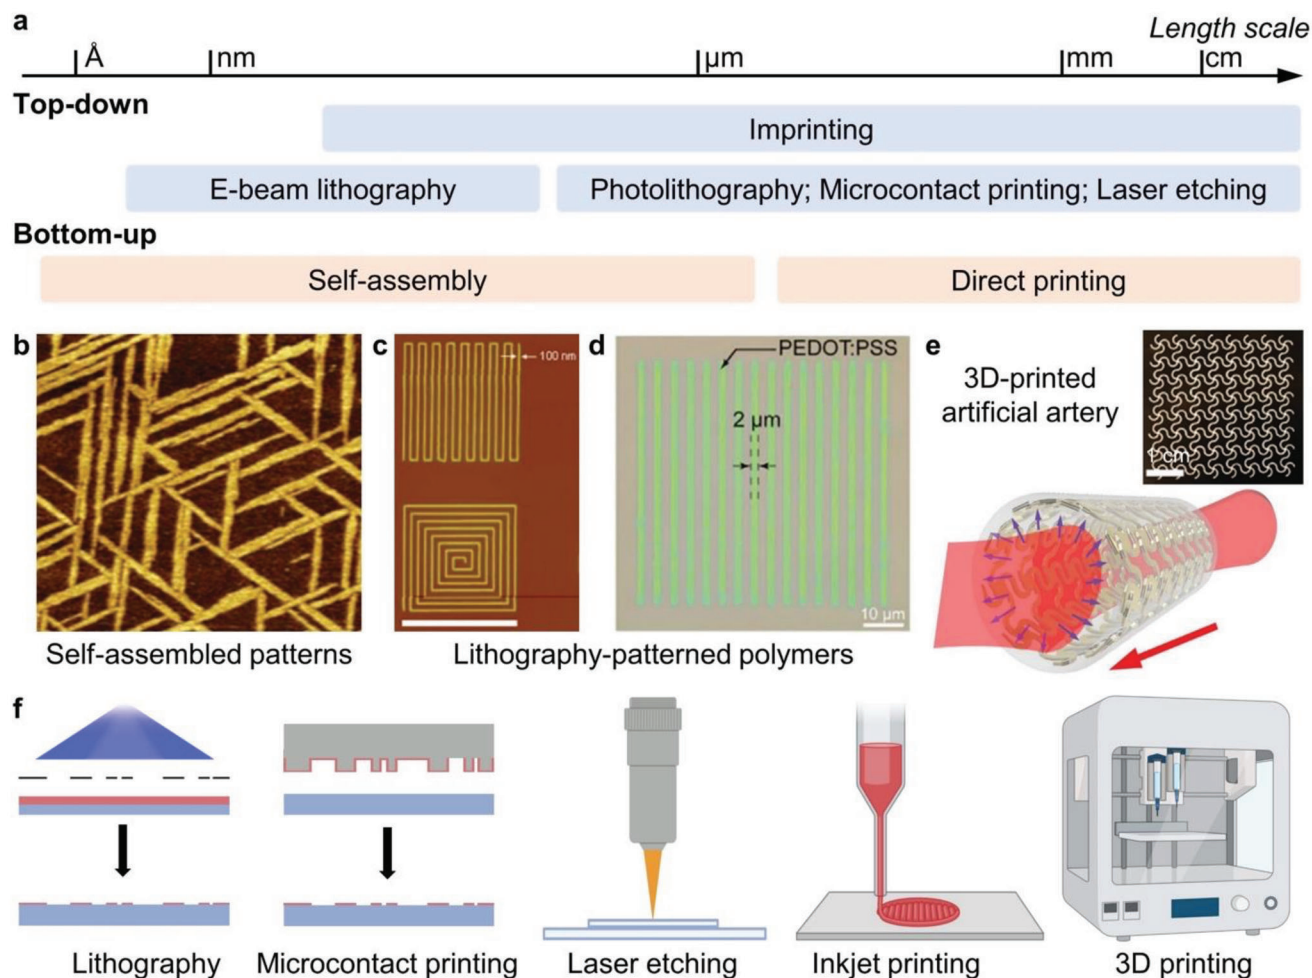 a
Length scale
Å nm µm mm cm
Top-down
Imprinting
E-beam lithography
Photolithography; Microcontact printing; Laser etching
Bottom-up
Self-assembly
Direct printing
b
Self-assembled patterns
c
100 nm
d
PEDOT:PSS
2 µm
10 µm
Lithography-patterned polymers
e
3D-printed
artificial artery
1 cm
f
Lithography
Microcontact printing
Laser etching
Inkjet printing
3D printing